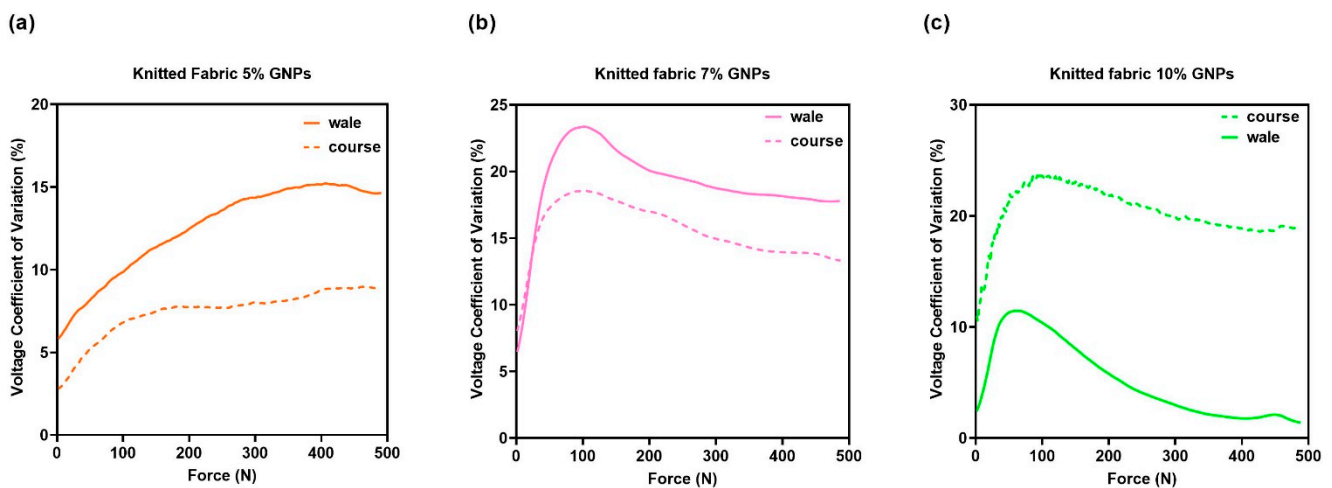 (a)
Knitted Fabric 5% GNPs
Voltage Coefficient of Variation (%)
20
15
10
5
0
wale
course
0 100 200 300 400 500
Force (N)
(b)
Knitted fabric 7% GNPs
Voltage Coefficient of Variation (%)
25
20
15
10
5
0
wale
course
0 100 200 300 400 500
Force (N)
(c)
Knitted fabric 10% GNPs
Voltage Coefficient of Variation (%)
30
20
10
0
course
wale
0 100 200 300 400 500
Force (N)